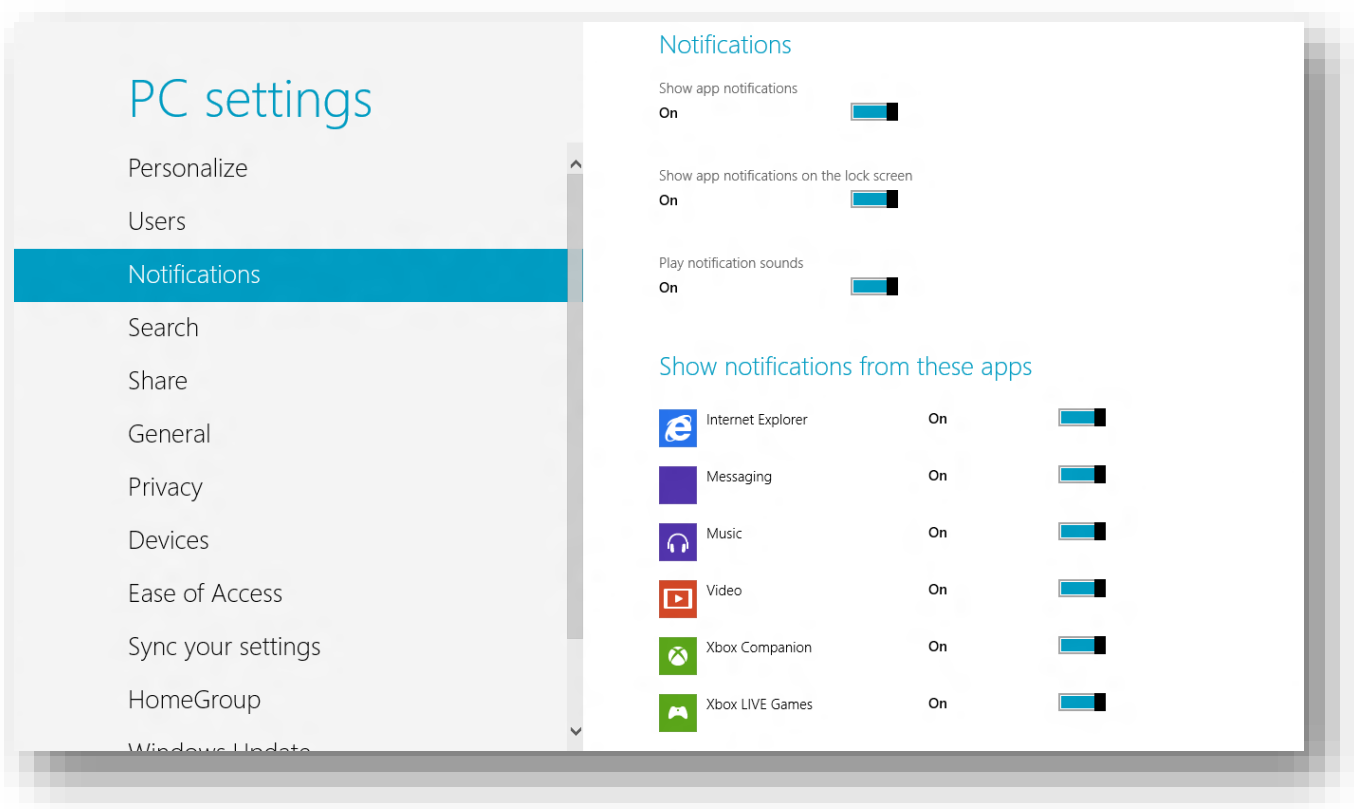 PC settings
Personalize
Users
Notifications
Search
Share
General
Privacy
Devices
Ease of Access
Sync your settings
HomeGroup
Windows Update
Notifications
Show app notifications
On
Show app notifications on the lock screen
On
Play notification sounds
On
Show notifications from these apps
Internet Explorer On
Messaging On
Music On
Video On
Xbox Companion On
Xbox LIVE Games On